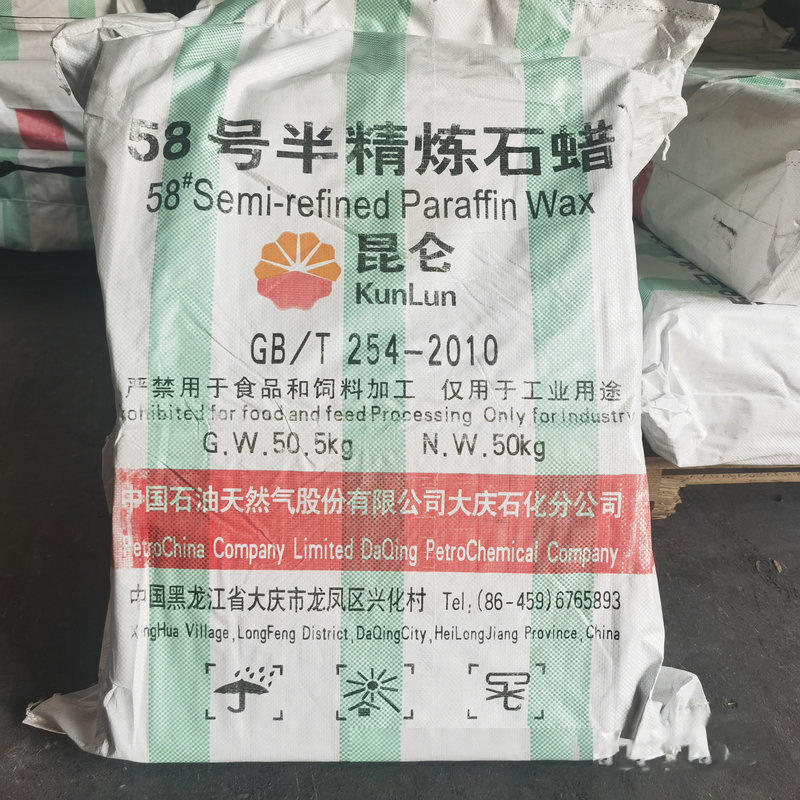 58号半精炼石蜡
58#Semi-refined Paraffin Wax
昆仑
KunLun
GB/T 254-2010
严禁用于食品和饲料加工 仅用于工业用途
for food and feed Processing Only for Industry
G.W.50.5kg N.W.50kg
中国石油天然气股份有限公司大庆石化分公司
PetroChina Company Limited DaQing PetroChemical Company
中国黑龙江省大庆市龙凤区兴化村 Tel:(86-459)6765893
XingHua Village,LongFeng District,DaQingCity,HeiLongJiang Province,China